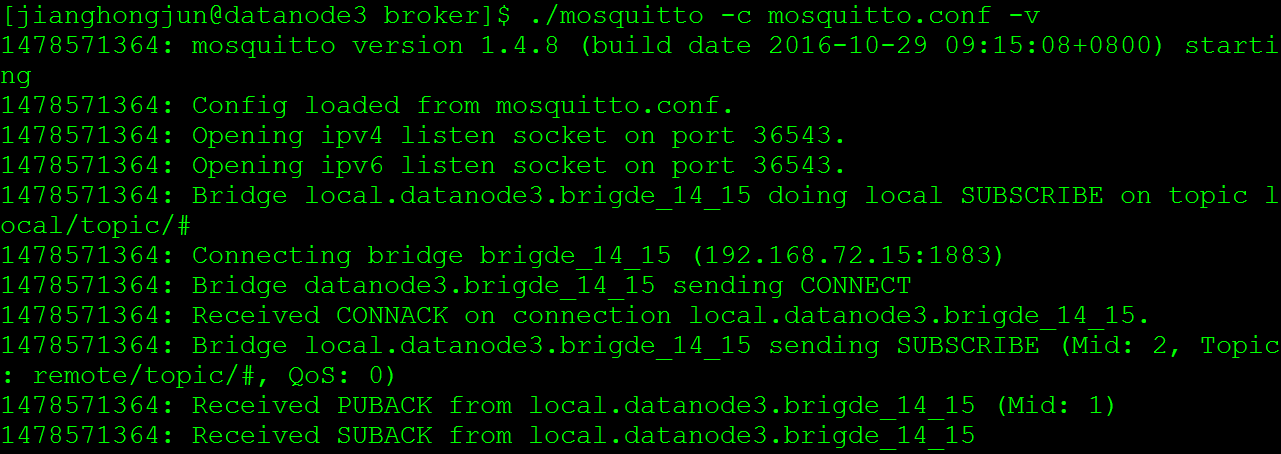 [jianghongjun@datanode3 broker]$ ./mosquitto -c mosquitto.conf -v
1478571364: mosquitto version 1.4.8 (build date 2016-10-29 09:15:08+0800) starti
ng
1478571364: Config loaded from mosquitto.conf.
1478571364: Opening ipv4 listen socket on port 36543.
1478571364: Opening ipv6 listen socket on port 36543.
1478571364: Bridge local.datanode3.brigde_14_15 doing local SUBSCRIBE on topic l
ocal/topic/#
1478571364: Connecting bridge brigde_14_15 (192.168.72.15:1883)
1478571364: Bridge datanode3.brigde_14_15 sending CONNECT
1478571364: Received CONNACK on connection local.datanode3.brigde_14_15.
1478571364: Bridge local.datanode3.brigde_14_15 sending SUBSCRIBE (Mid: 2, Topic
: remote/topic/#, QoS: 0)
1478571364: Received PUBACK from local.datanode3.brigde_14_15 (Mid: 1)
1478571364: Received SUBACK from local.datanode3.brigde_14_15